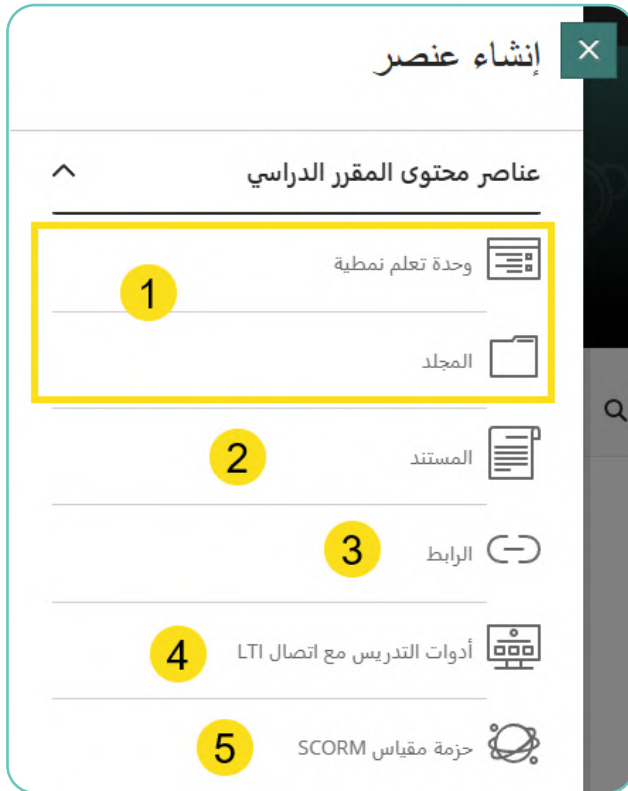 إنشاء عنصر
عناصر محتوى المقرر الدراسي
وحدة تعلم نمطية
1
المجلد
المستند
2
الرابط
3
أدوات التدريس مع اتصال LTI
4
حزمة مقياس SCORM
5